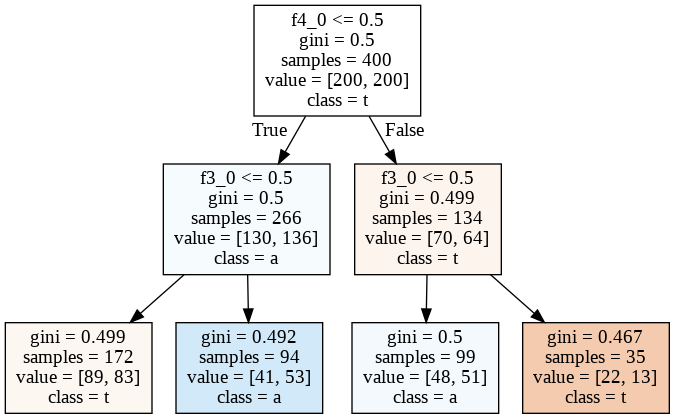 f4_0 <= 0.5
gini = 0.5
samples = 400
value = [200, 200]
class = t
True
False
f3_0 <= 0.5
gini = 0.5
samples = 266
value = [130, 136]
class = a
f3_0 <= 0.5
gini = 0.499
samples = 134
value = [70, 64]
class = t
gini = 0.499
samples = 172
value = [89, 83]
class = t
gini = 0.492
samples = 94
value = [41, 53]
class = a
gini = 0.5
samples = 99
value = [48, 51]
class = a
gini = 0.467
samples = 35
value = [22, 13]
class = t